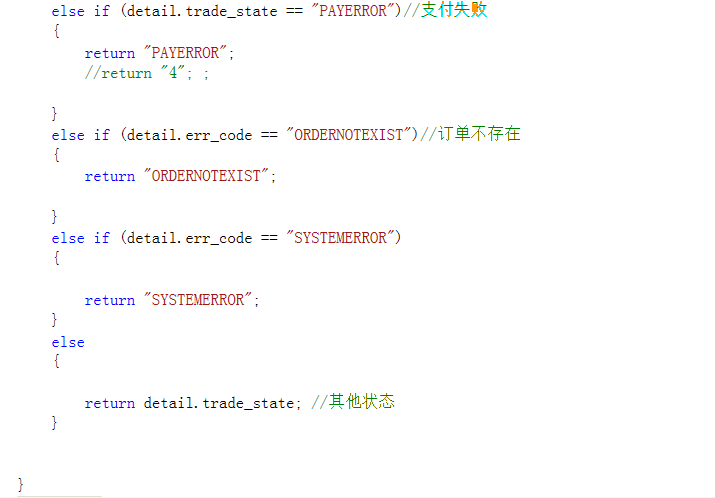 else if (detail.trade_state == "PAYERROR")//支付失败
{
return "PAYERROR";
//return "4"; ;
}
else if (detail.err_code == "ORDERNOTEXIST")//订单不存在
{
return "ORDERNOTEXIST";
}
else if (detail.err_code == "SYSTEMERROR")
{
return "SYSTEMERROR";
}
else
{
return detail.trade_state; //其他状态
}
}